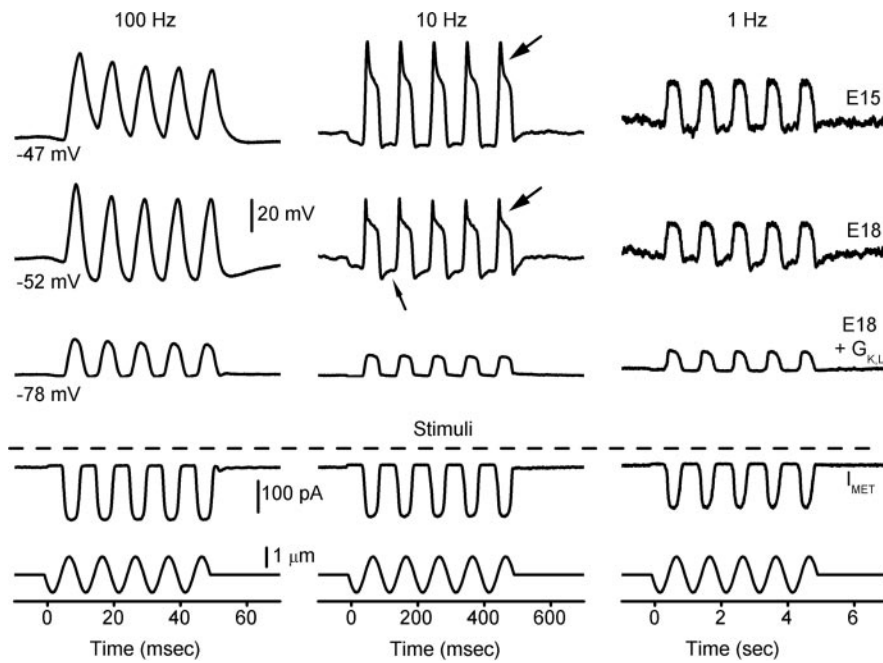 100 Hz 10 Hz 1 Hz
E15
-47 mV
20 mV
E18
-52 mV
E18
+ G_K,L
-78 mV
Stimuli
100 pA
I_MET
1 μm
0 20 40 60 0 200 400 600 0 2 4 6
Time (msec) Time (msec) Time (sec)